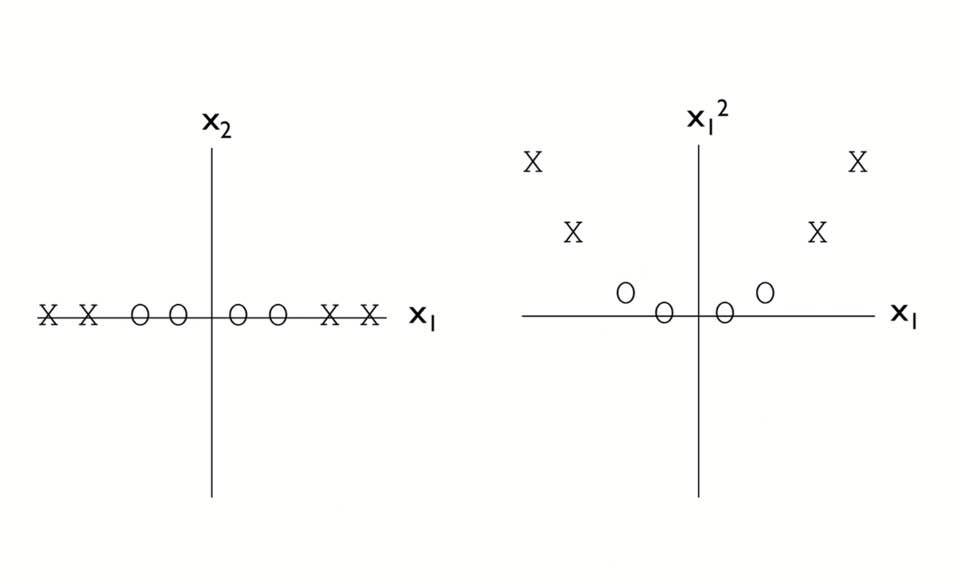 x₂
X X O O O O X X x₁
x₁²
X X
X X
O O
O O x₁